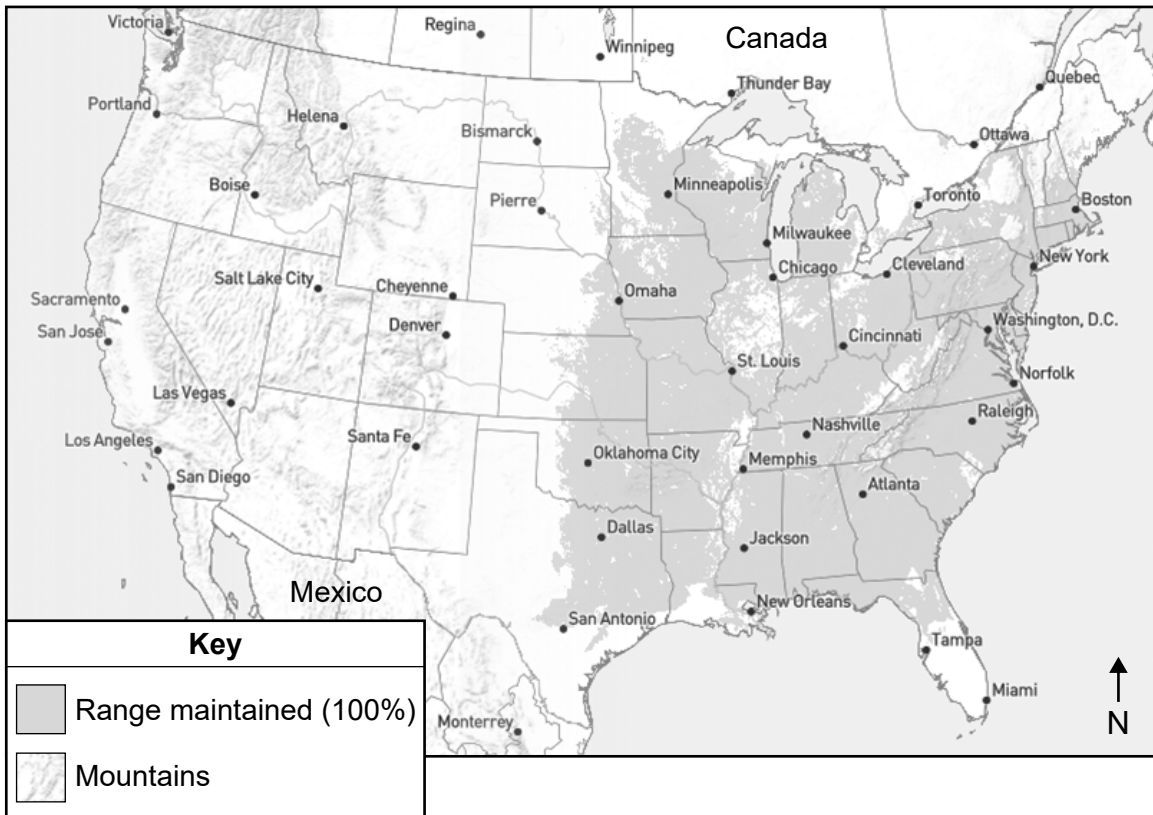 Victoria
Regina
Winnipeg
Canada
Thunder Bay
Quebec
Portland
Helena
Bismarck
Ottawa
Boise
Pierre
Minneapolis
Toronto
Boston
Milwaukee
Salt Lake City
Cheyenne
Omaha
Chicago
Cleveland
New York
Sacramento
San Jose
Denver
Cincinnati
Washington, D.C.
St. Louis
Las Vegas
Norfolk
Los Angeles
Santa Fe
Nashville
Raleigh
San Diego
Oklahoma City
Memphis
Atlanta
Dallas
Jackson
Mexico
San Antonio
New Orleans
Tampa
Miami
N
Monterrey
Key
Range maintained (100%)
Mountains